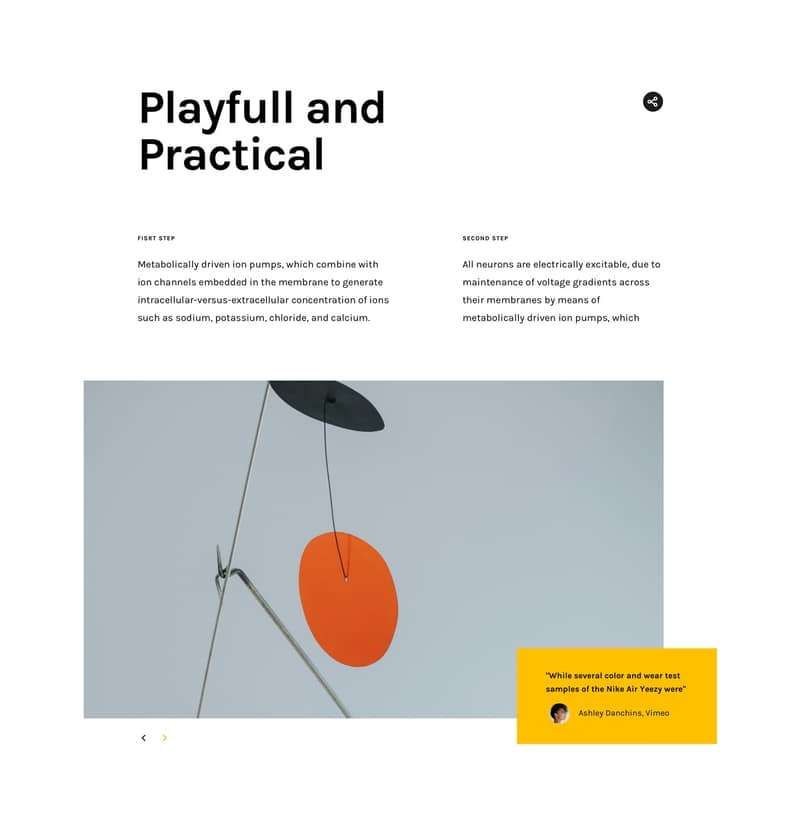 Playfull and
Practical
FISRT STEP
Metabolically driven ion pumps, which combine with
ion channels embedded in the membrane to generate
intracellular-versus-extracellular concentration of ions
such as sodium, potassium, chloride, and calcium.
SECOND STEP
All neurons are electrically excitable, due to
maintenance of voltage gradients across
their membranes by means of
metabolically driven ion pumps, which
"While several color and wear test
samples of the Nike Air Yeezy were"
Ashley Danchins, Vimeo